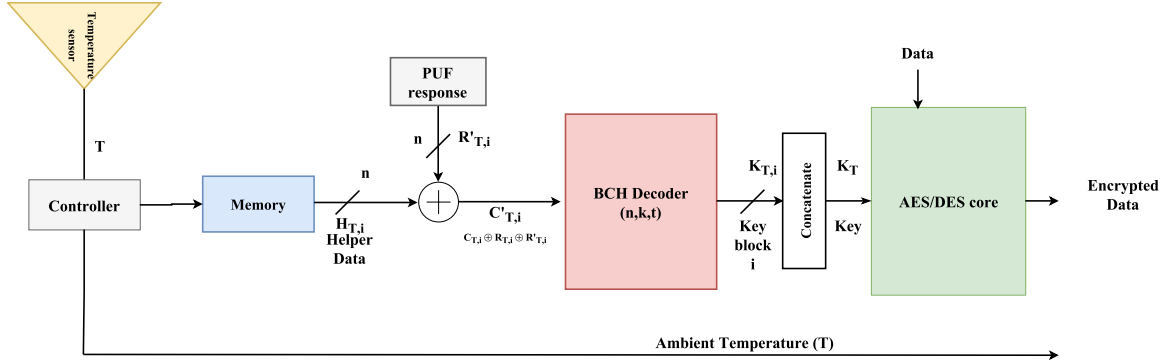 Temperature
sensor
T
Controller
Memory
n
H_{T,i}
Helper
Data
PUF
response
n
R'_{T,i}
C'_{T,i}
C_{T,i} ⊕ R_{T,i} ⊕ R'_{T,i}
BCH Decoder
(n,k,t)
K_{T,i}
Key
block
i
Concatenate
K_T
Key
Data
AES/DES core
Encrypted
Data
Ambient Temperature (T)